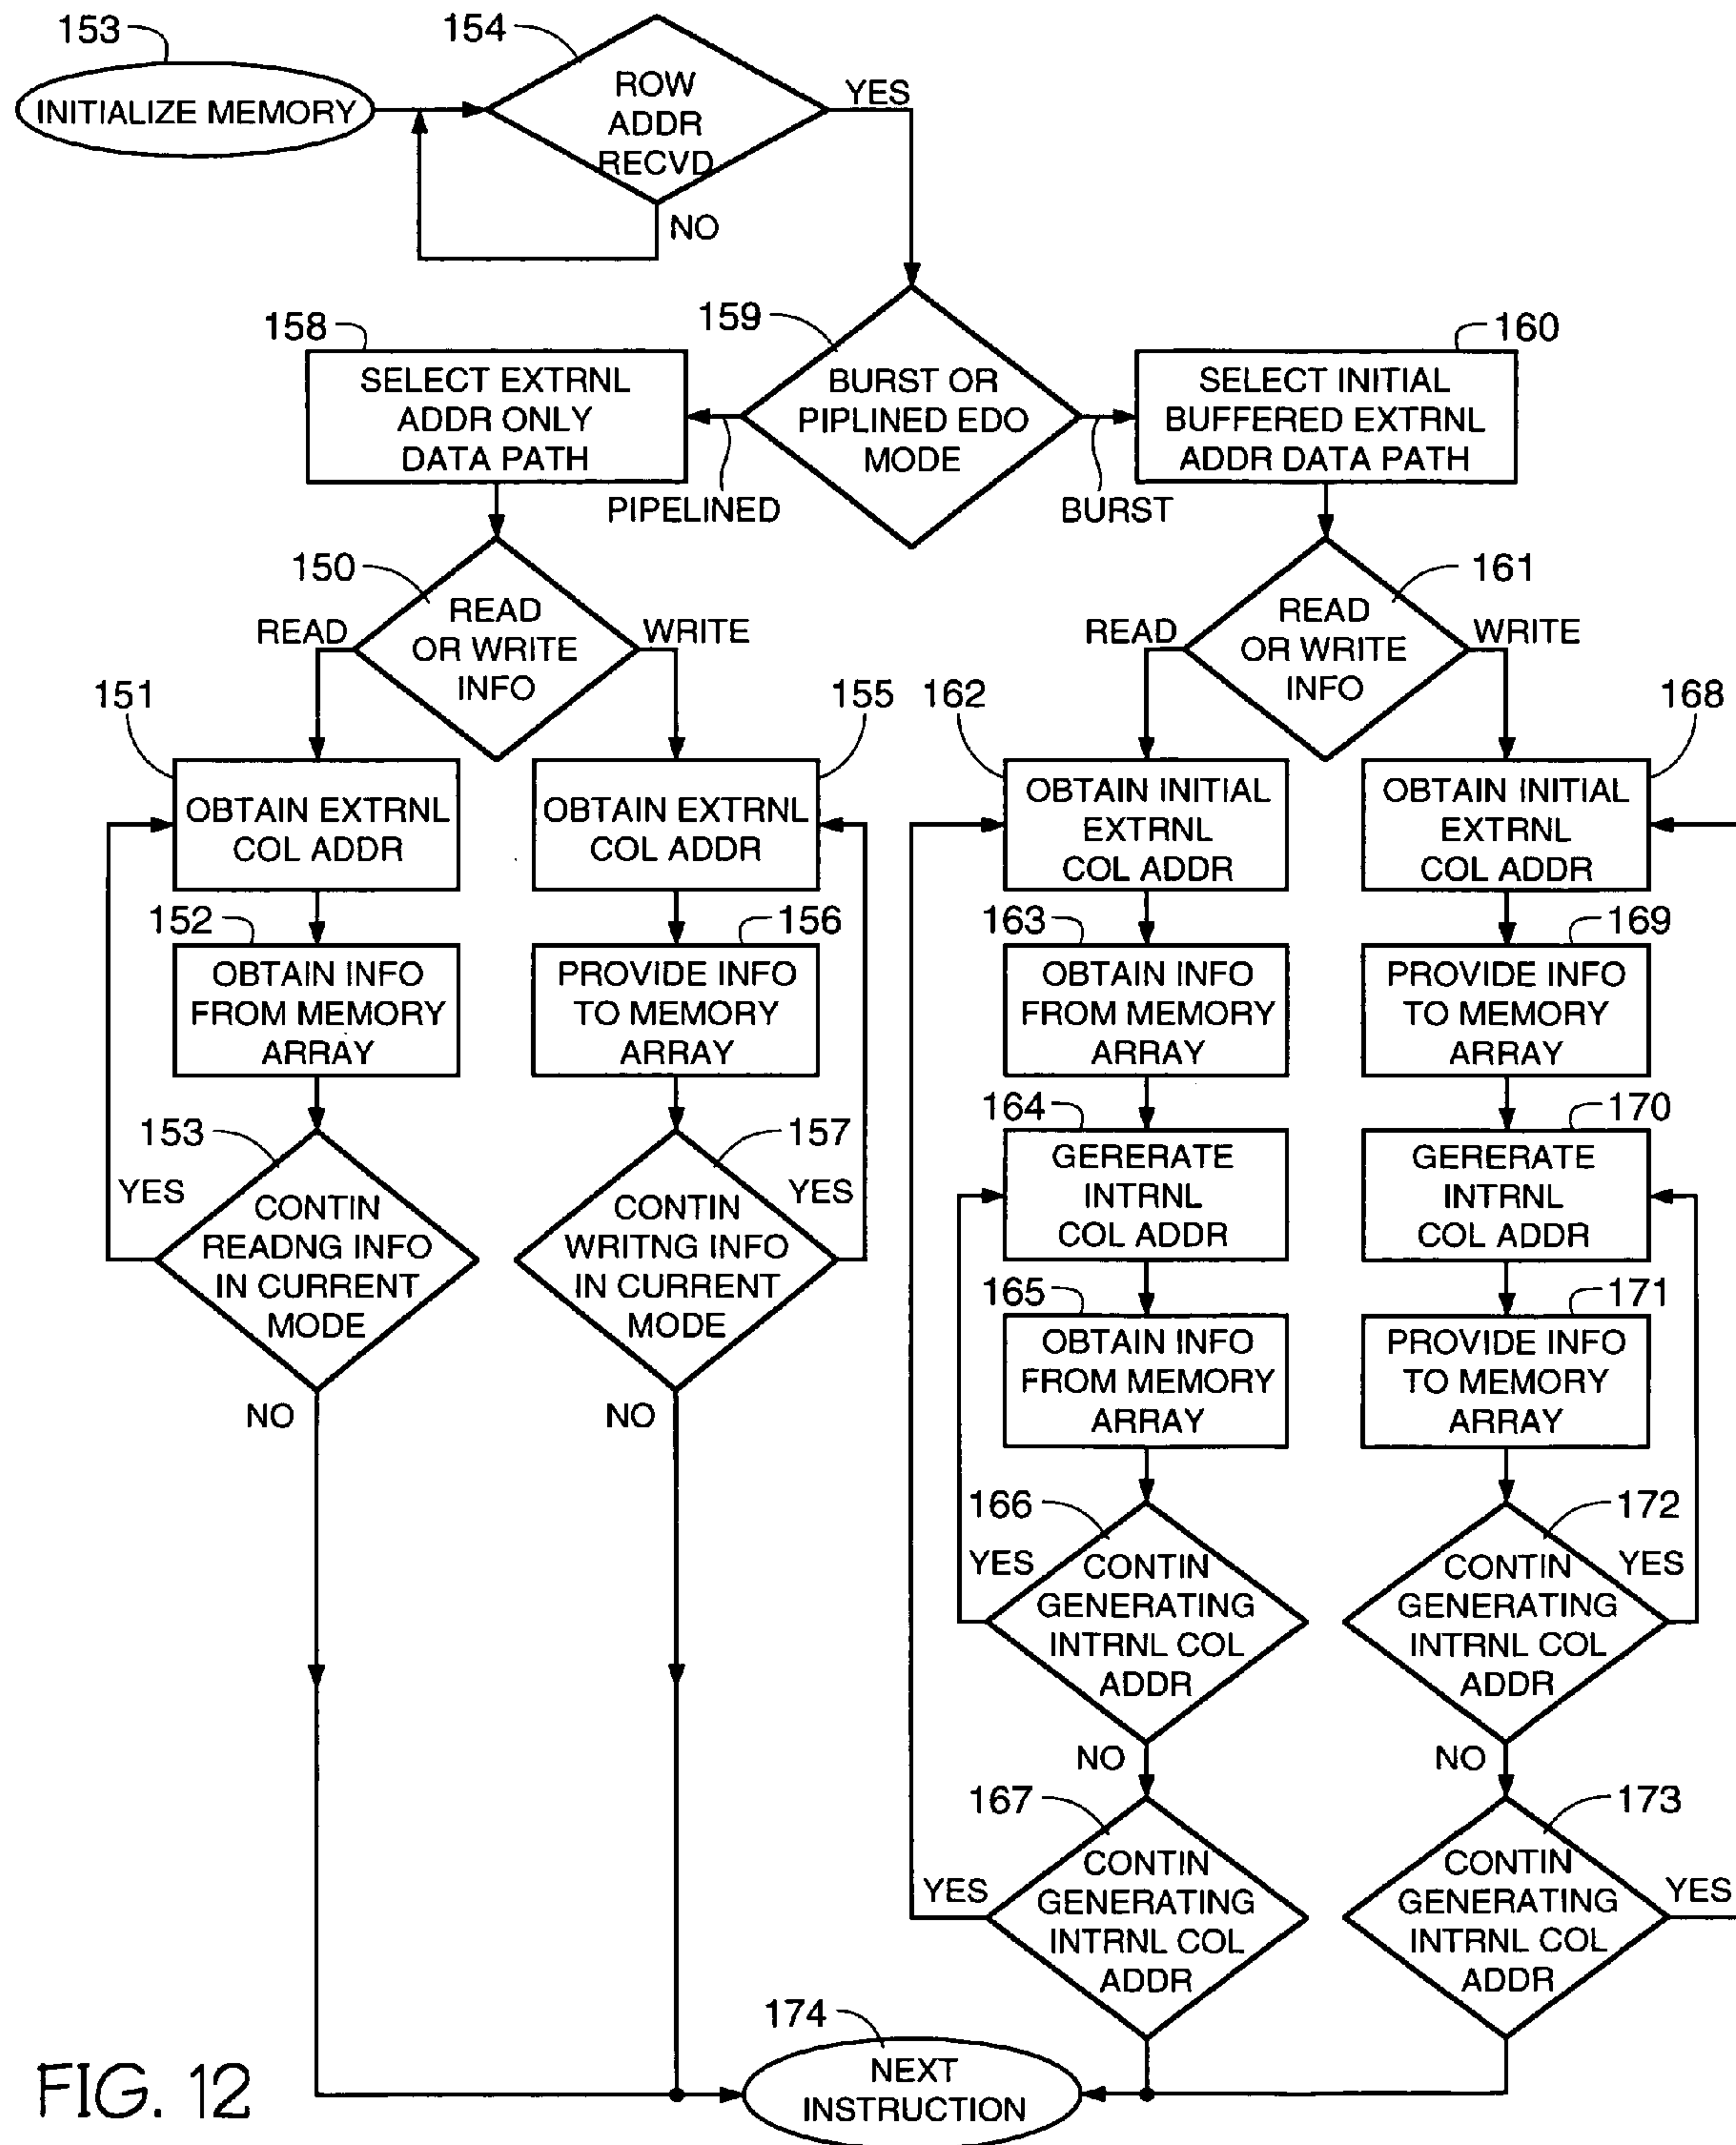 153
154
INITIALIZE MEMORY
ROW
ADDR
RECVD
YES
NO
158
159
160
SELECT EXTRNL
ADDR ONLY
DATA PATH
BURST OR
PIPLINED EDO
MODE
SELECT INITIAL
BUFFERED EXTRNL
ADDR DATA PATH
PIPELINED
BURST
150
READ
OR WRITE
INFO
READ
WRITE
161
READ
OR WRITE
INFO
READ
WRITE
151
155
162
168
OBTAIN EXTRNL
COL ADDR
OBTAIN EXTRNL
COL ADDR
OBTAIN INITIAL
EXTRNL
COL ADDR
OBTAIN INITIAL
EXTRNL
COL ADDR
152
156
163
169
OBTAIN INFO
FROM MEMORY
ARRAY
PROVIDE INFO
TO MEMORY
ARRAY
OBTAIN INFO
FROM MEMORY
ARRAY
PROVIDE INFO
TO MEMORY
ARRAY
153
157
164
170
YES
CONTIN
READNG INFO
IN CURRENT
MODE
NO
CONTIN
WRITNG INFO
IN CURRENT
MODE
YES
NO
GERERATE
INTRNL
COL ADDR
GERERATE
INTRNL
COL ADDR
165
171
OBTAIN INFO
FROM MEMORY
ARRAY
PROVIDE INFO
TO MEMORY
ARRAY
166
172
YES
CONTIN
GENERATING
INTRNL COL
ADDR
NO
CONTIN
GENERATING
INTRNL COL
ADDR
YES
NO
167
173
YES
CONTIN
GENERATING
INTRNL COL
ADDR
CONTIN
GENERATING
INTRNL COL
ADDR
YES
174
NEXT
INSTRUCTION
FIG. 12